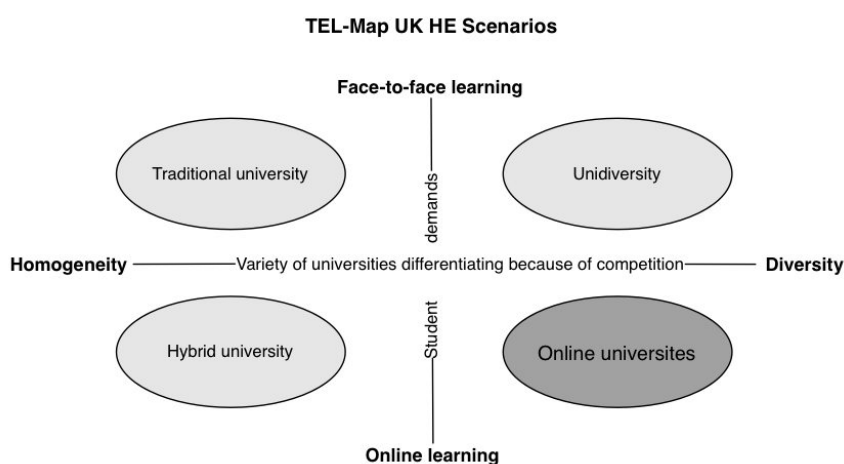 TEL-Map UK HE Scenarios
Face-to-face learning
Traditional university
Unidiversity
demands
Homogeneity
Variety of universities differentiating because of competition
Diversity
Student
Hybrid university
Online universites
Online learning